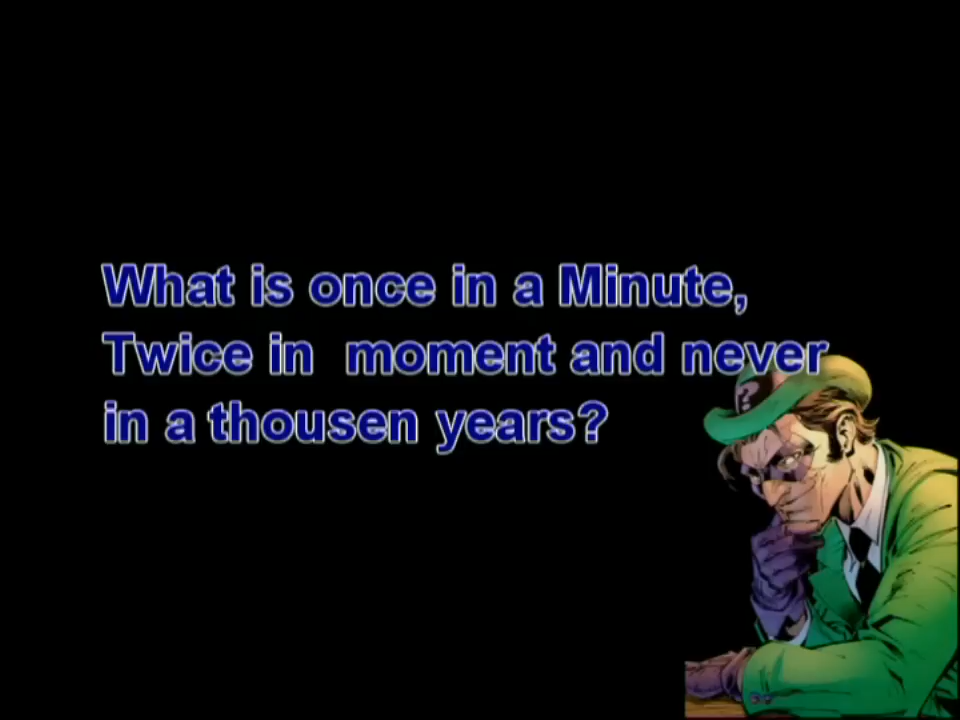 What is once in a Minute,
Twice in  moment and never
in a thousen years?
?